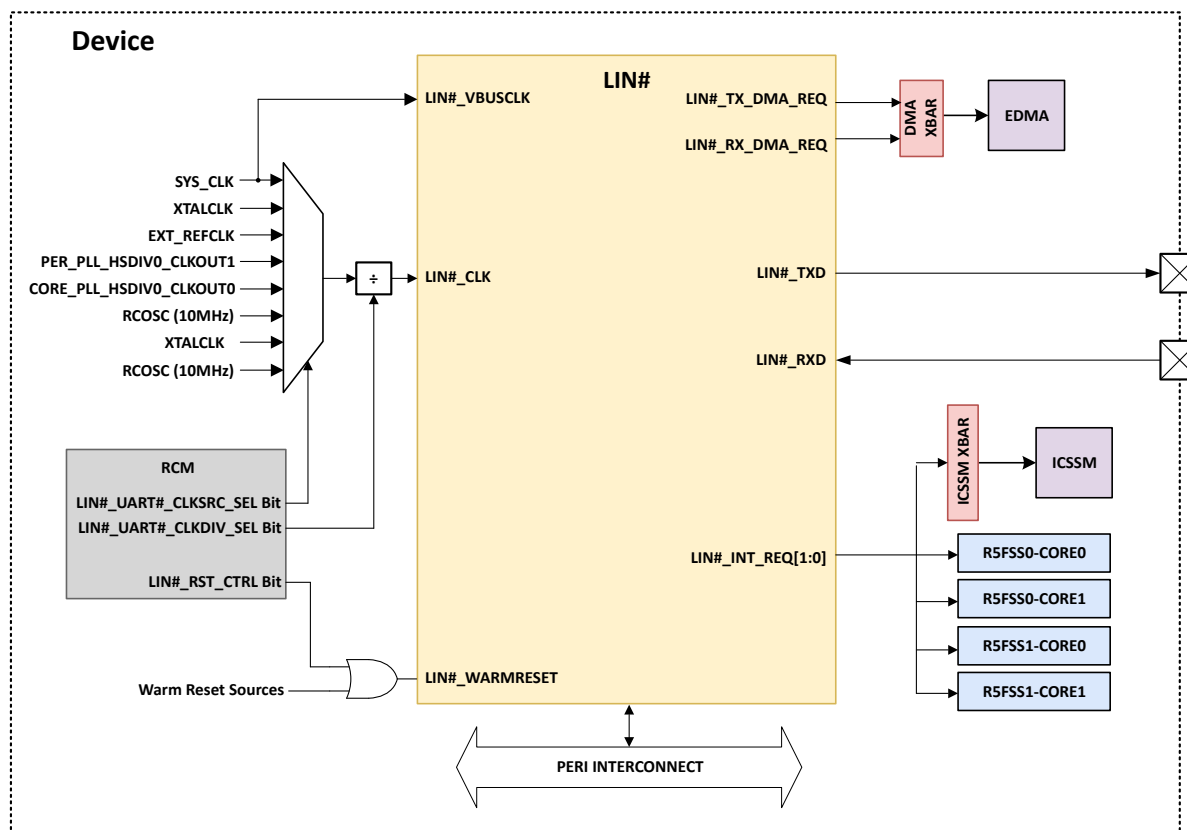 Device
LIN#
LIN#_VBUSCLK
LIN#_TX_DMA_REQ
LIN#_RX_DMA_REQ
DMA
XBAR
EDMA
SYS_CLK
XTALCLK
EXT_REFCLK
PER_PLL_HSDIV0_CLKOUT1
CORE_PLL_HSDIV0_CLKOUT0
RCOSC (10MHz)
XTALCLK
RCOSC (10MHz)
÷
LIN#_CLK
LIN#_TXD
LIN#_RXD
RCM
LIN#_UART#_CLKSRC_SEL Bit
LIN#_UART#_CLKDIV_SEL Bit
LIN#_RST_CTRL Bit
Warm Reset Sources
LIN#_WARMRESET
LIN#_INT_REQ[1:0]
ICSSM XBAR
ICSSM
R5FSS0-CORE0
R5FSS0-CORE1
R5FSS1-CORE0
R5FSS1-CORE1
PERI INTERCONNECT